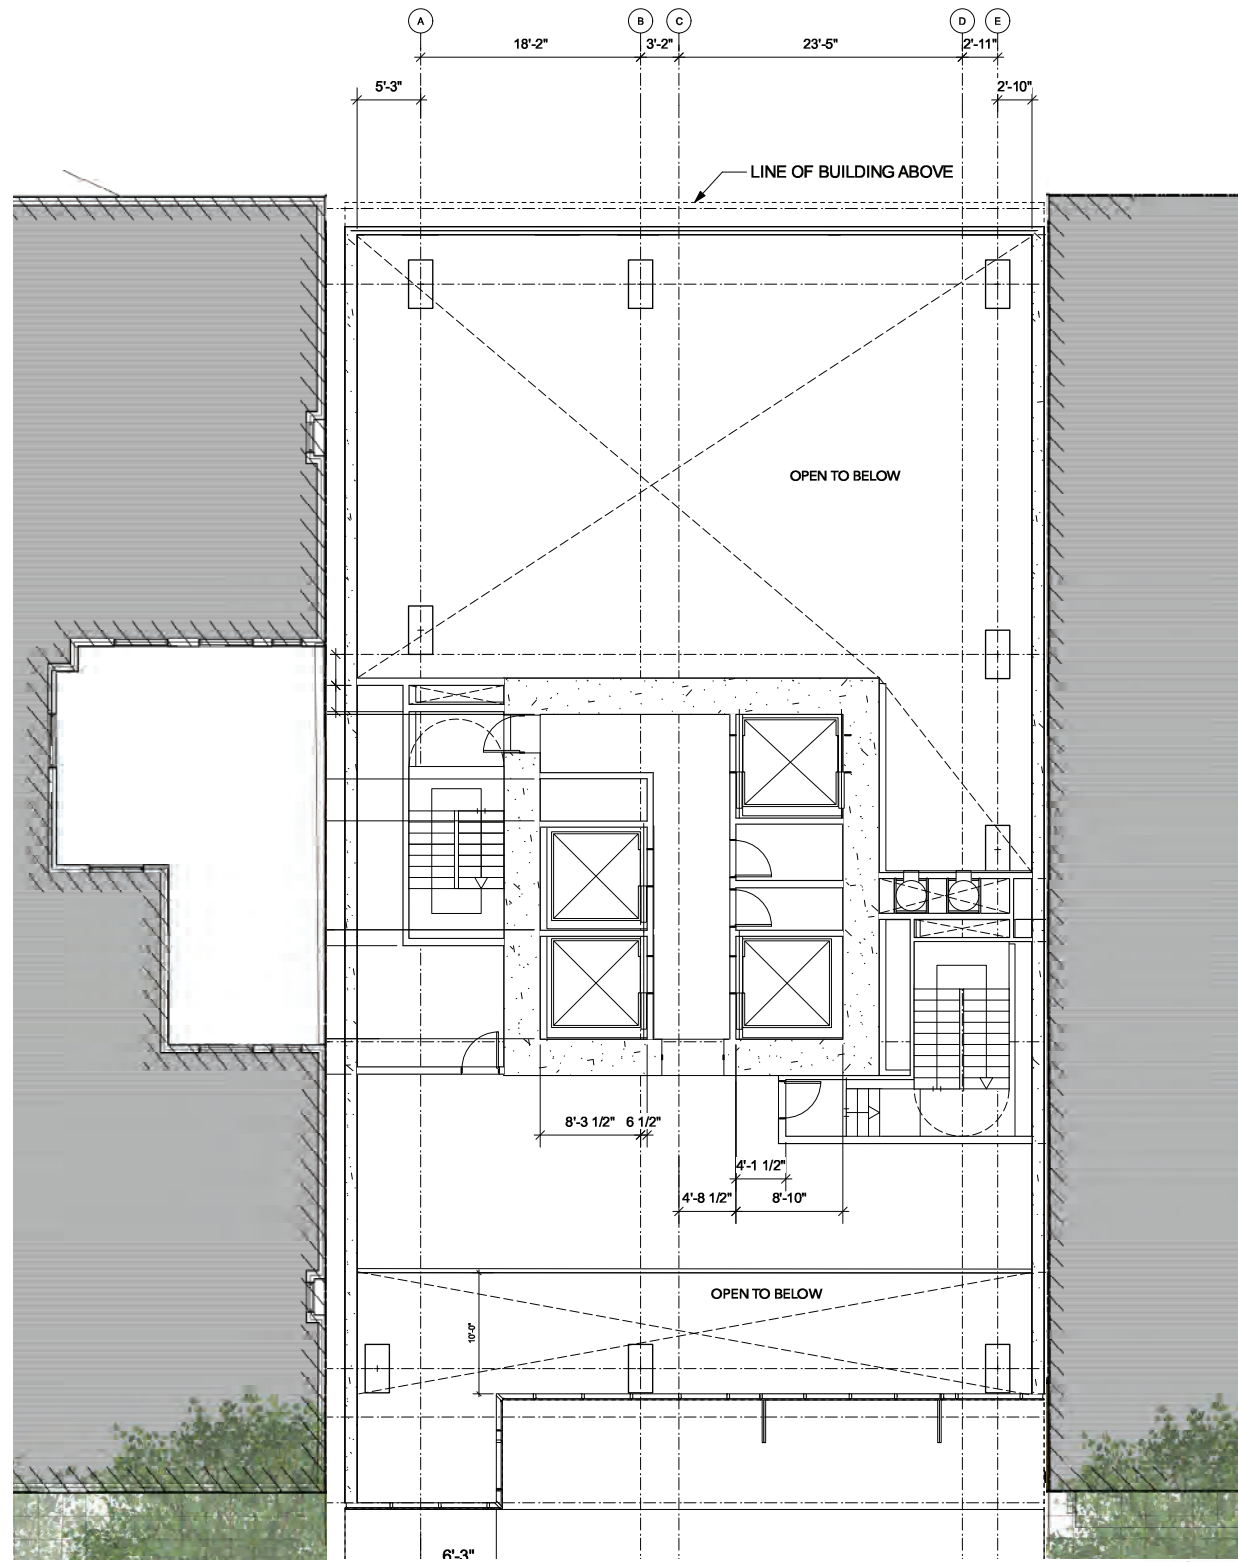 A B C D E
18'-2" 3'-2" 23'-5" 2'-11"
5'-3" 2'-10"
LINE OF BUILDING ABOVE
OPEN TO BELOW
8'-3 1/2" 6 1/2"
4'-1 1/2"
4'-8 1/2" 8'-10"
OPEN TO BELOW
10'-0"
6'-3"